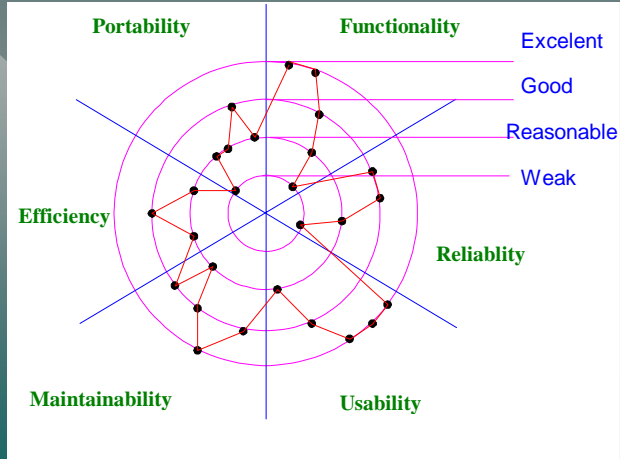 Portability
Functionality
Excelent
Good
Reasonable
Weak
Efficiency
Reliablity
Maintainability
Usability